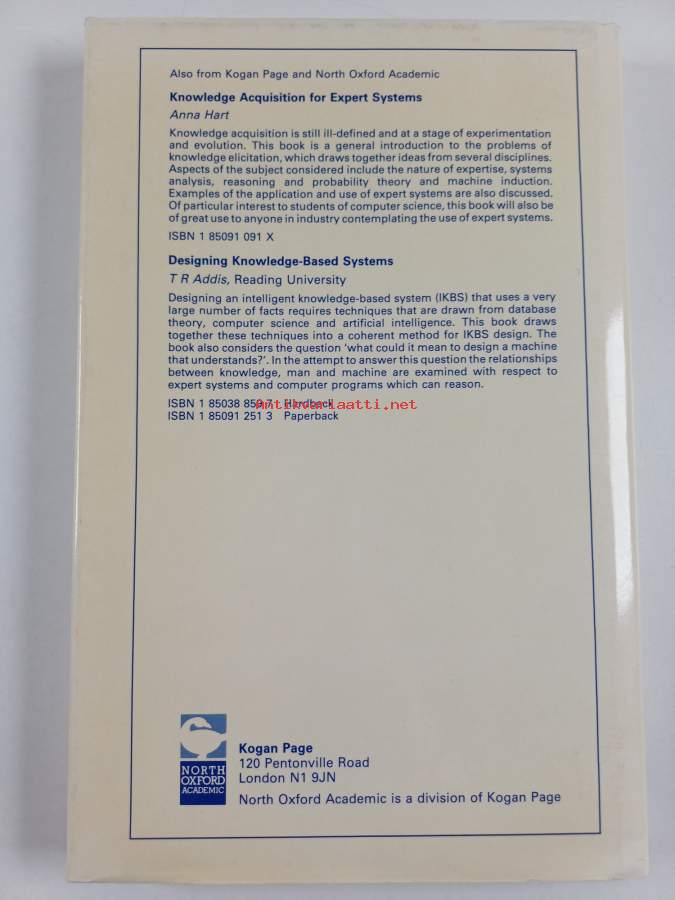 Also from Kogan Page and North Oxford Academic
Knowledge Acquisition for Expert Systems
Anna Hart
Knowledge acquisition is still ill-defined and at a stage of experimentation
and evolution. This book is a general introduction to the problems of
knowledge elicitation, which draws together ideas from several disciplines.
Aspects of the subject considered include the nature of expertise, systems
analysis, reasoning and probability theory and machine induction.
Examples of the application and use of expert systems are also discussed.
Of particular interest to students of computer science, this book will also be
of great use to anyone in industry contemplating the use of expert systems.
ISBN 1 85091 091 X
Designing Knowledge-Based Systems
T R Addis, Reading University
Designing an intelligent knowledge-based system (IKBS) that uses a very
large number of facts requires techniques that are drawn from database
theory, computer science and artificial intelligence. This book draws
together these techniques into a coherent method for IKBS design. The
book also considers the question ‘what could it mean to design a machine
that understands?’. In the attempt to answer this question the relationships
between knowledge, man and machine are examined with respect to
expert systems and computer programs which can reason.
ISBN 1 85038 859 7 Hardback
antikvariaatti.net
ISBN 1 85091 251 3 Paperback
NORTH
OXFORD
ACADEMIC
Kogan Page
120 Pentonville Road
London N1 9JN
North Oxford Academic is a division of Kogan Page